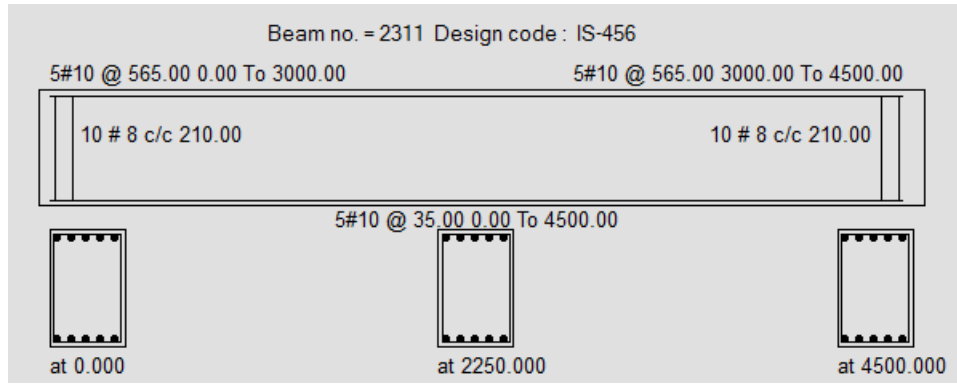 Beam no. = 2311 Design code : IS-456
5#10 @ 565.00 0.00 To 3000.00 5#10 @ 565.00 3000.00 To 4500.00
10 # 8 c/c 210.00 10 # 8 c/c 210.00
5#10 @ 35.00 0.00 To 4500.00
at 0.000 at 2250.000 at 4500.000